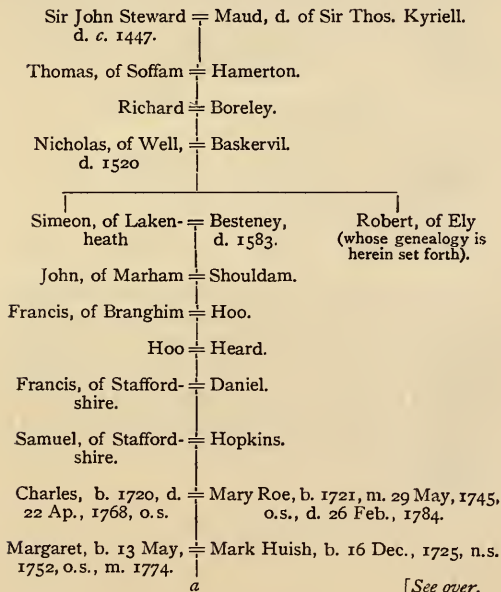 Sir John Steward = Maud, d. of Sir Thos. Kyriell.
d. c. 1447.
Thomas, of Soffam = Hamerton.
Richard = Boreley.
Nicholas, of Well, = Baskervil.
d. 1520
Simeon, of Laken- = Besteney, Robert, of Ely
heath d. 1583. (whose genealogy is
herein set forth).
John, of Marham = Shouldam.
Francis, of Branghim = Hoo.
Hoo = Heard.
Francis, of Stafford- = Daniel.
shire.
Samuel, of Stafford- = Hopkins.
shire.
Charles, b. 1720, d. = Mary Roe, b. 1721, m. 29 May, 1745,
22 Ap., 1768, o.s. o.s., d. 26 Feb., 1784.
Margaret, b. 13 May, = Mark Huish, b. 16 Dec., 1725, n.s.
1752, o.s., m. 1774.
a [See over.